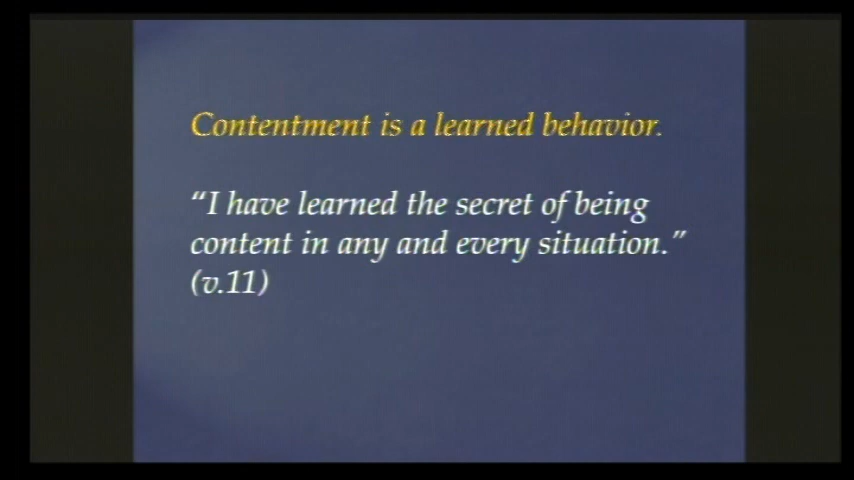 Contentment is a learned behavior.
“I have learned the secret of being
content in any and every situation.”
(v.11)